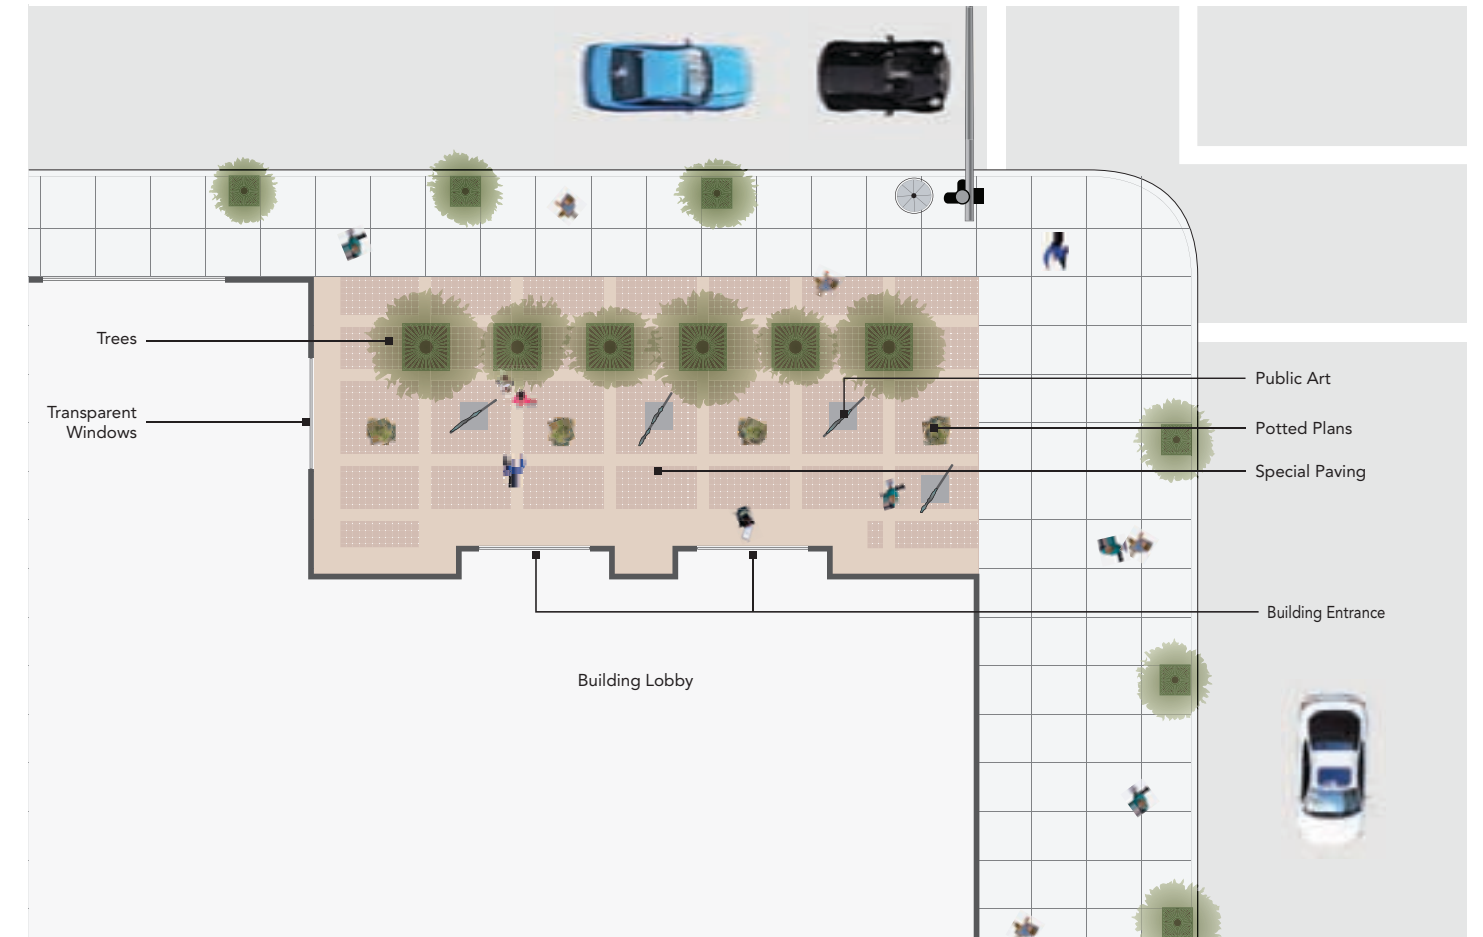 Trees
Transparent
Windows
Public Art
Potted Plans
Special Paving
Building Entrance
Building Lobby